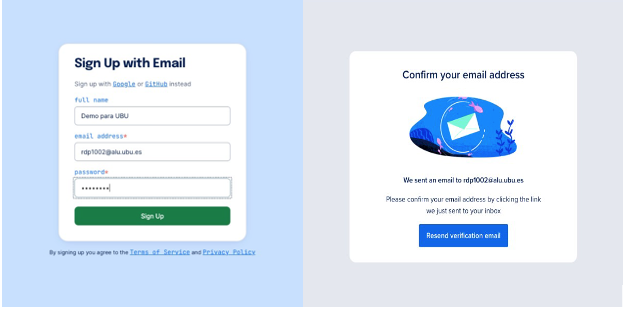 Sign Up with Email
Sign up with Google or GitHub instead
full name
Demo para UBU
email address*
rdp1002@alu.ubu.es
password*
••••••••
Sign Up
By signing up you agree to the Terms of Service and Privacy Policy
Confirm your email address
We sent an email to rdp1002@alu.ubu.es
Please confirm your email address by clicking the link
we just sent to your inbox
Resend verification email